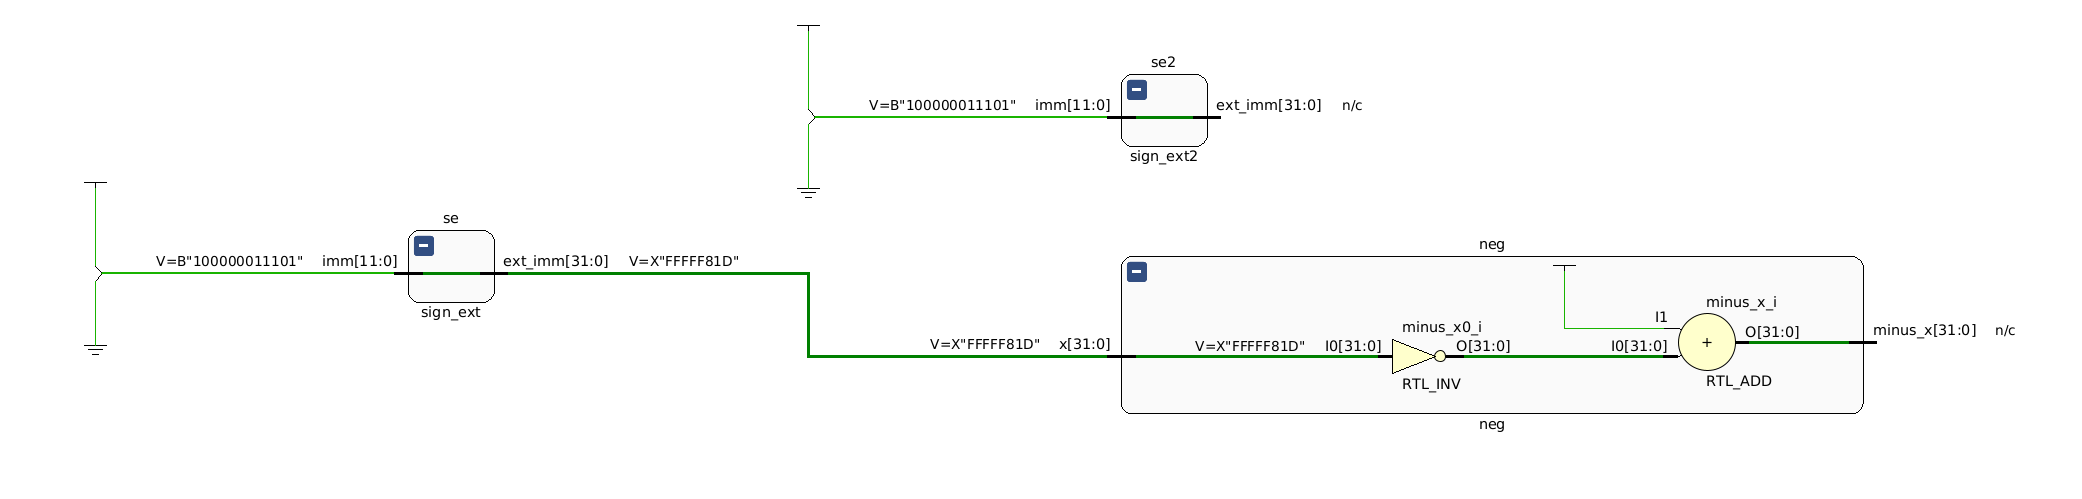 se2
V=B"100000011101" imm[11:0] ext_imm[31:0] n/c
sign_ext2
se
V=B"100000011101" imm[11:0] ext_imm[31:0] V=X"FFFFF81D"
sign_ext
neg
minus_x_i
I1
minus_x0_i
O[31:0] minus_x[31:0] n/c
V=X"FFFFF81D" x[31:0] V=X"FFFFF81D" I0[31:0] O[31:0] I0[31:0]
+
RTL_INV RTL_ADD
neg